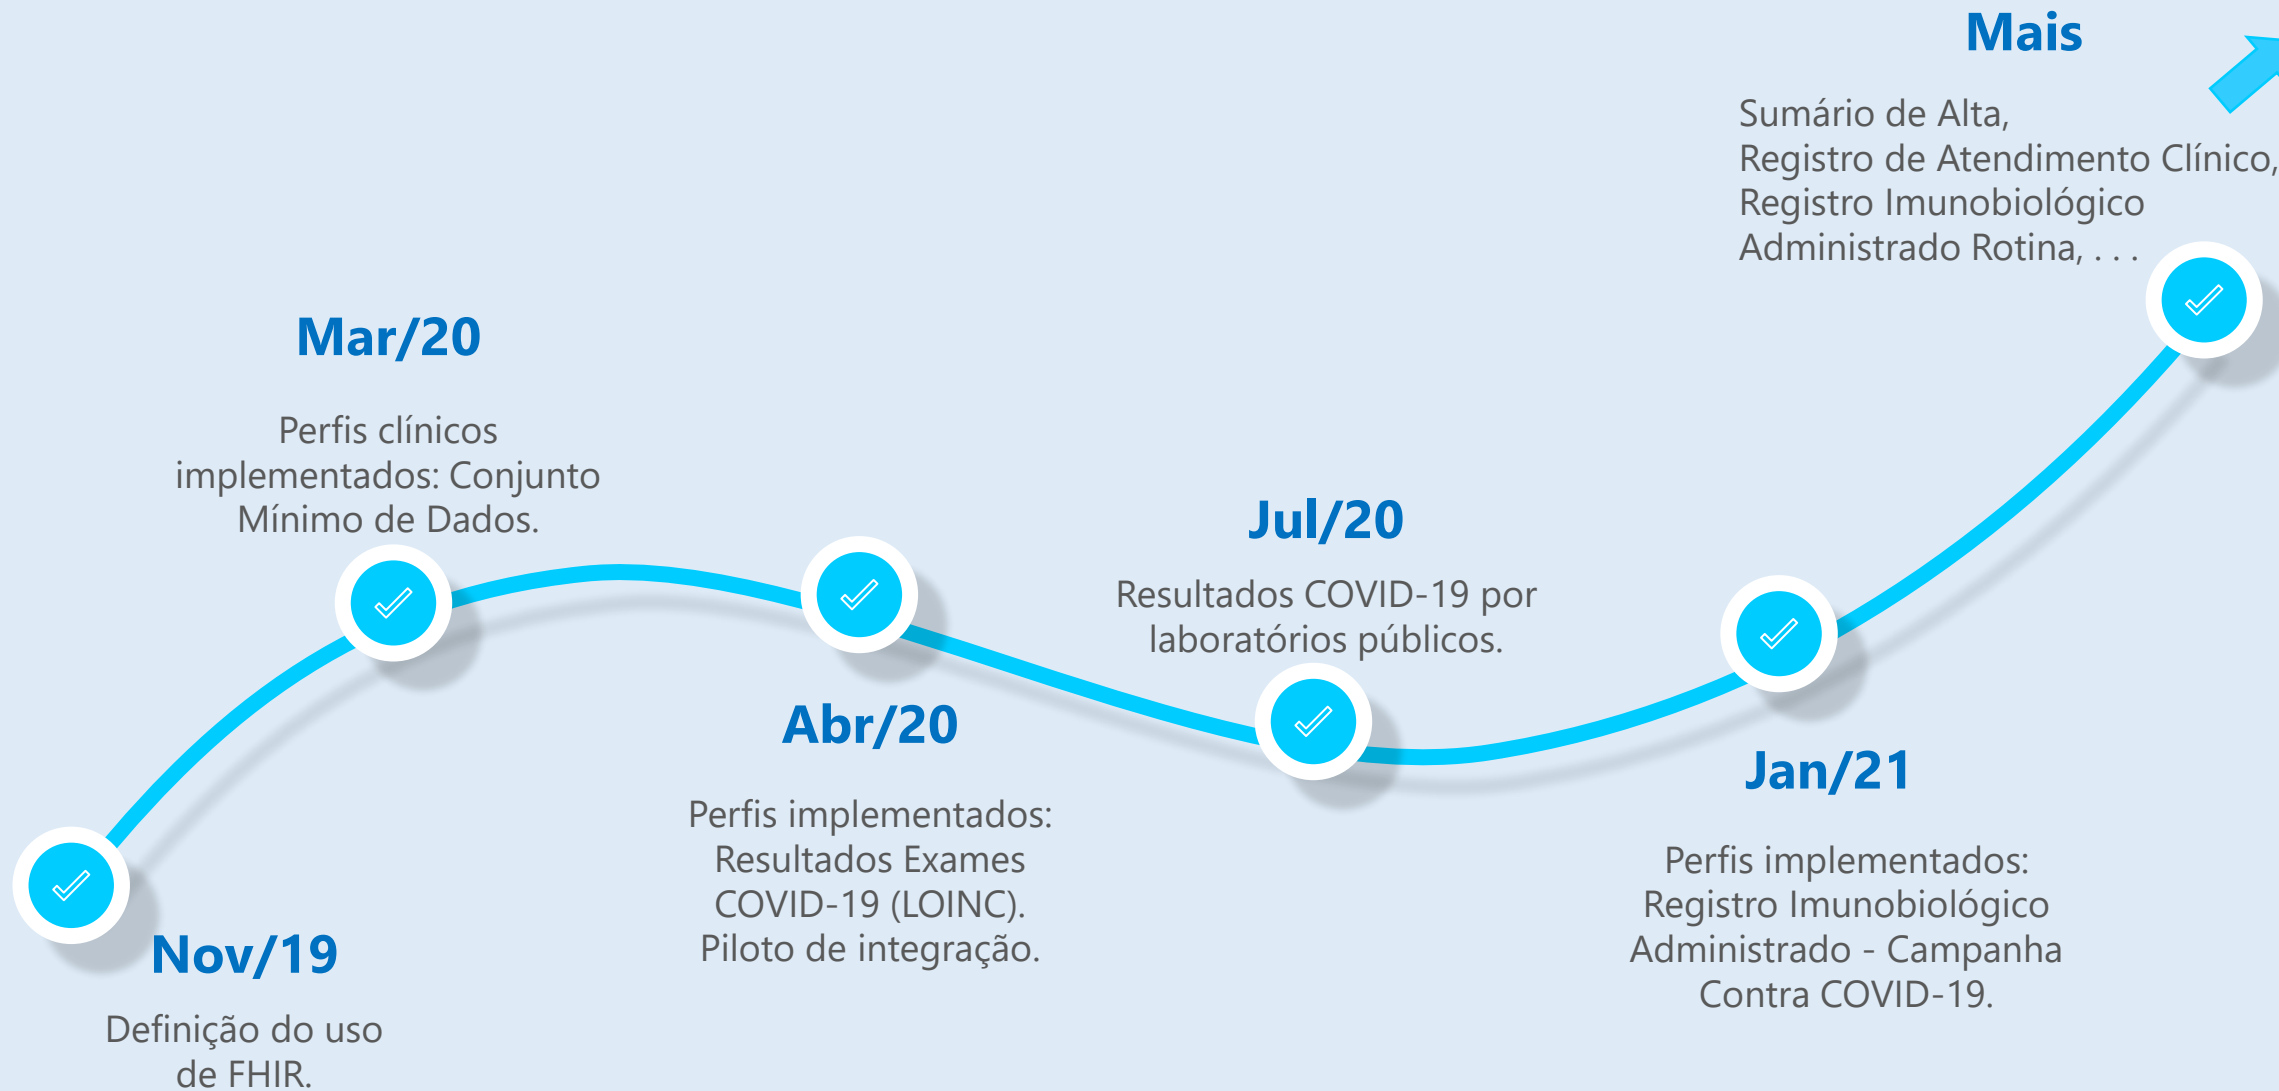 Nov/19
Definição do uso
de FHIR.
Mar/20
Perfis clínicos
implementados: Conjunto
Mínimo de Dados.
Abr/20
Perfis implementados:
Resultados Exames
COVID-19 (LOINC).
Piloto de integração.
Jul/20
Resultados COVID-19 por
laboratórios públicos.
Jan/21
Perfis implementados:
Registro Imunobiológico
Administrado - Campanha
Contra COVID-19.
Mais
Sumário de Alta,
Registro de Atendimento Clínico,
Registro Imunobiológico
Administrado Rotina, . . .